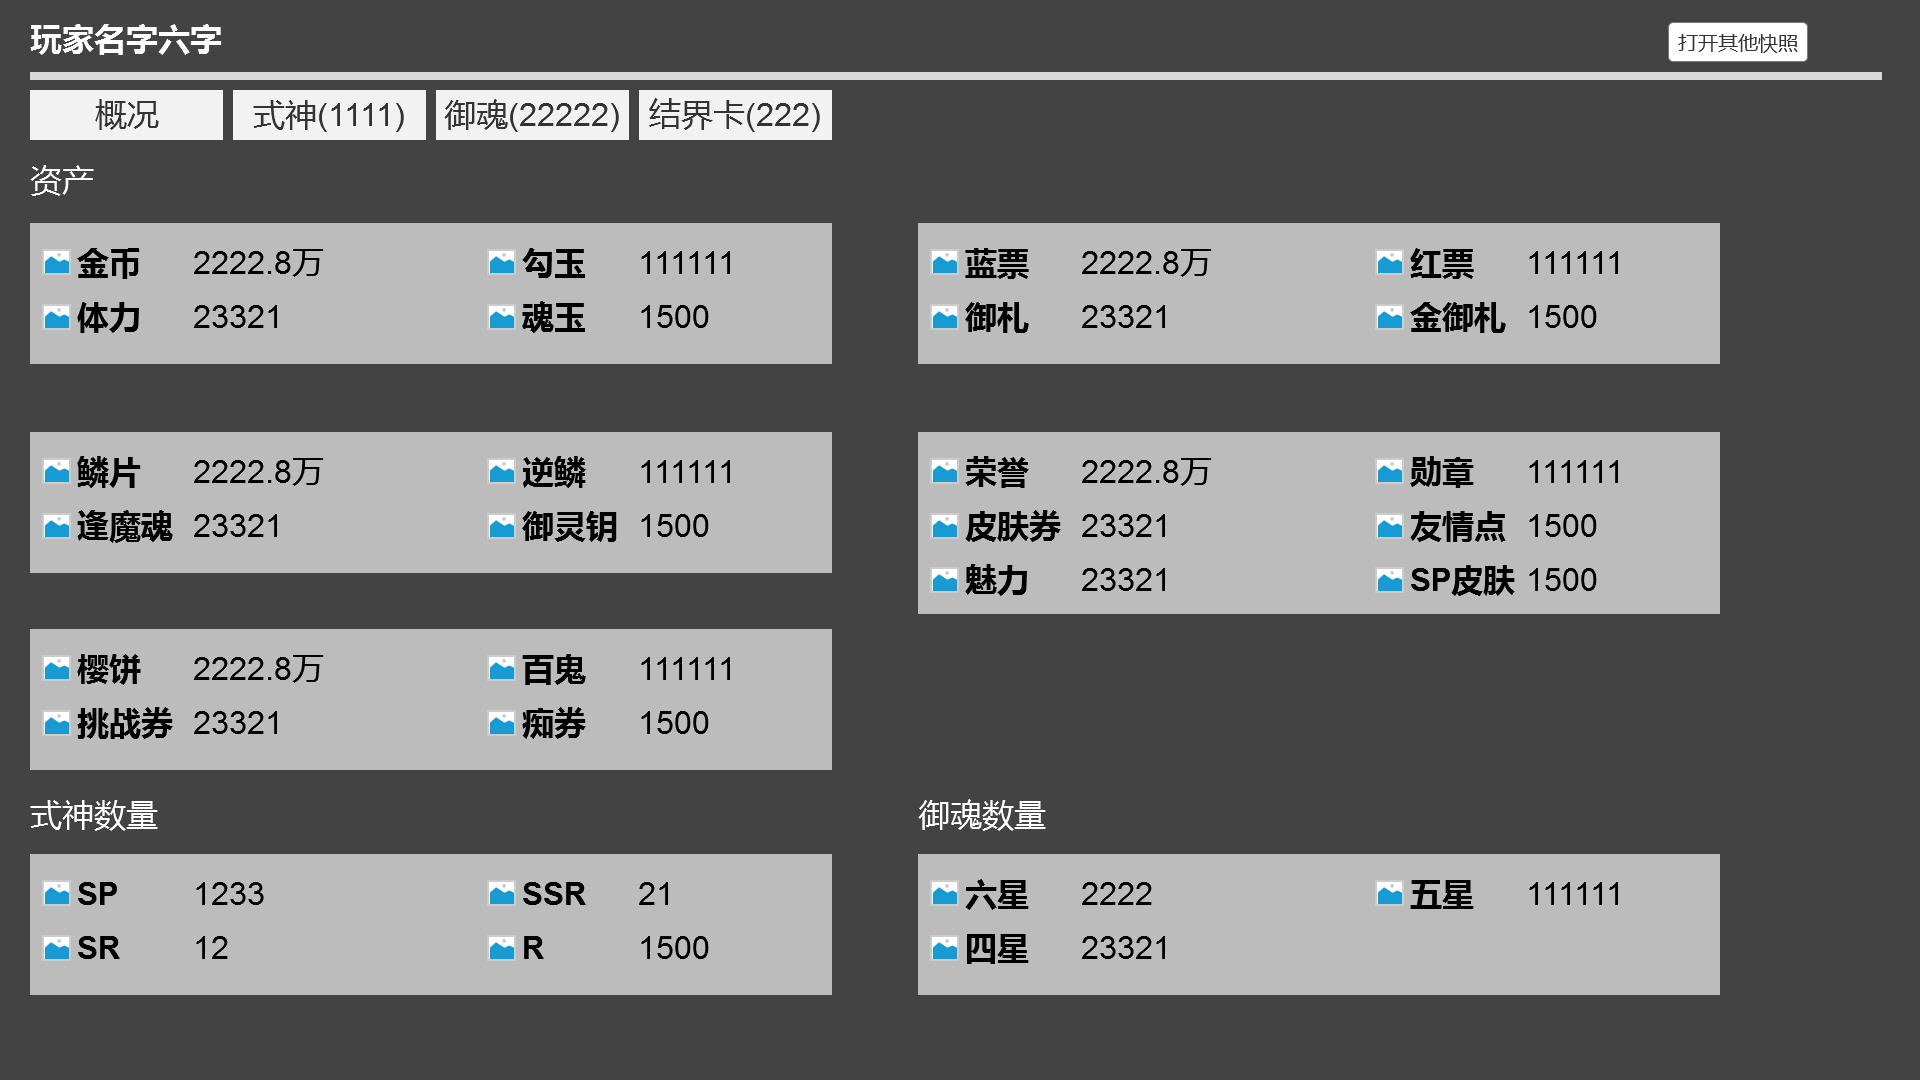 玩家名字六字
打开其他快照
概况 式神(1111) 御魂(22222) 结界卡(222)
资产
金币 2222.8万 勾玉 111111
体力 23321 魂玉 1500
蓝票 2222.8万 红票 111111
御札 23321 金御札 1500
鳞片 2222.8万 逆鳞 111111
逢魔魂 23321 御灵钥 1500
荣誉 2222.8万 勋章 111111
皮肤券 23321 友情点 1500
魅力 23321 SP皮肤 1500
樱饼 2222.8万 百鬼 111111
挑战券 23321 痴券 1500
式神数量
SP 1233 SSR 21
SR 12 R 1500
御魂数量
六星 2222 五星 111111
四星 23321